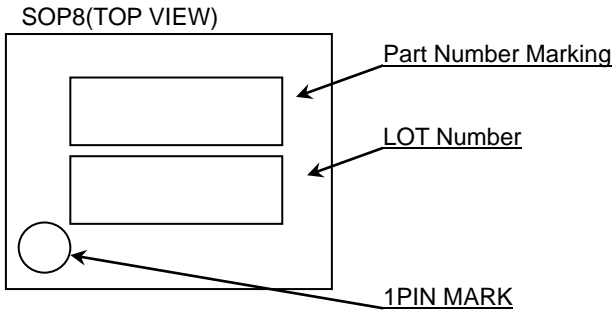 SOP8(TOP VIEW)
Part Number Marking
LOT Number
1PIN MARK